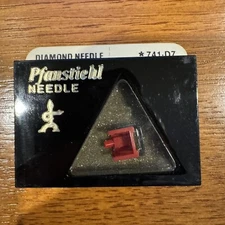 DIAMOND NEEDLE ★741-D7
Pfanstiehl
NEEDLE